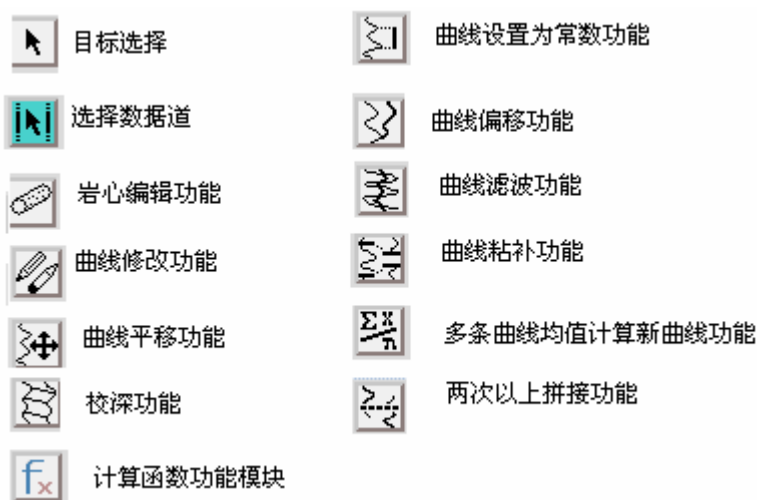 目标选择
选择数据道
岩心编辑功能
曲线修改功能
曲线平移功能
校深功能
fx
计算函数功能模块
曲线设置为常数功能
曲线偏移功能
曲线滤波功能
曲线粘补功能
ΣX
n
多条曲线均值计算新曲线功能
两次以上拼接功能